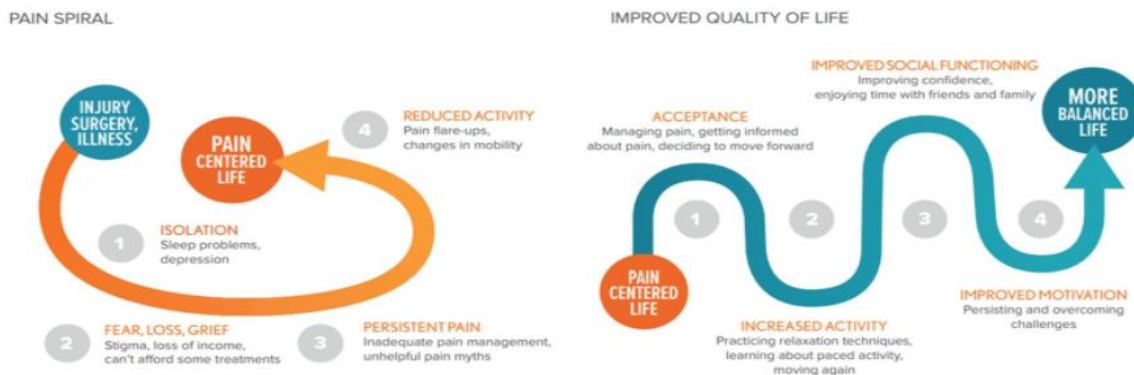 PAIN SPIRAL
INJURY
SURGERY,
ILLNESS
PAIN
CENTERED
LIFE
4
REDUCED ACTIVITY
Pain flare-ups,
changes in mobility
1
ISOLATION
Sleep problems,
depression
2
FEAR, LOSS, GRIEF
Stigma, loss of income,
can't afford some treatments
3
PERSISTENT PAIN
Inadequate pain management,
unhelpful pain myths
IMPROVED QUALITY OF LIFE
PAIN
CENTERED
LIFE
1
ACCEPTANCE
Managing pain, getting informed
about pain, deciding to move forward
2
INCREASED ACTIVITY
Practicing relaxation techniques,
learning about paced activity,
moving again
3
IMPROVED SOCIAL FUNCTIONING
Improving confidence,
enjoying time with friends and family
4
IMPROVED MOTIVATION
Persisting and overcoming
challenges
MORE
BALANCED
LIFE